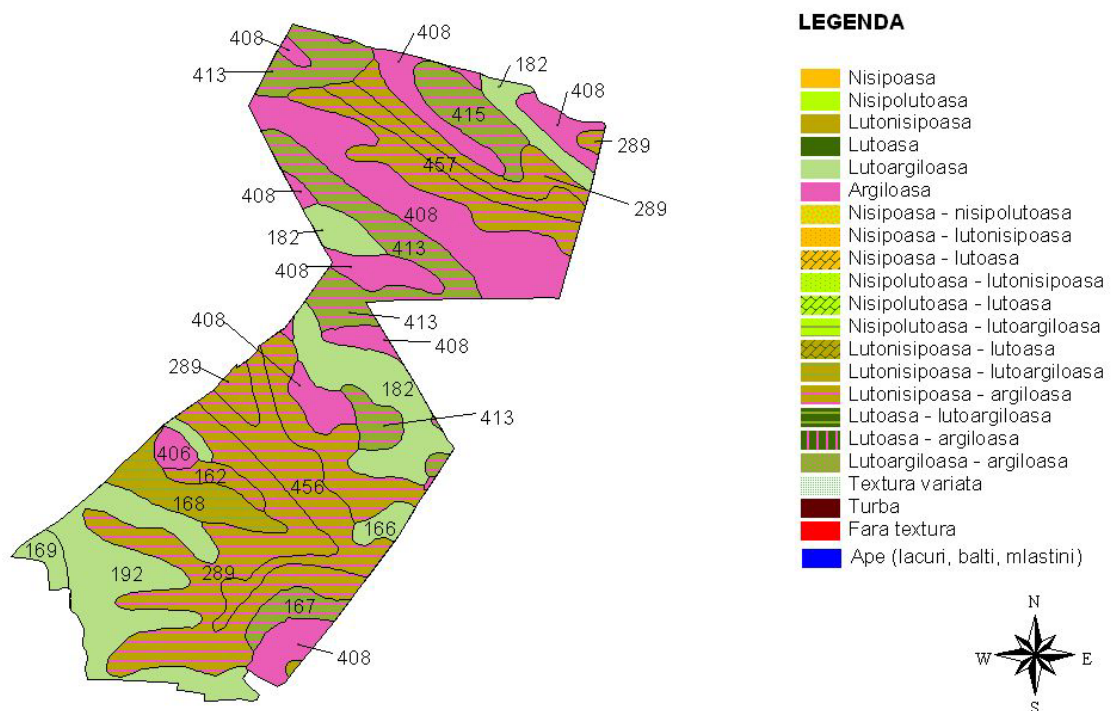 LEGENDA
Nisipoasa
Nisipolutoasa
Lutonisipoasa
Lutoasa
Lutoargiloasa
Argiloasa
Nisipoasa - nisipolutoasa
Nisipoasa - lutonisipoasa
Nisipoasa - lutoasa
Nisipolutoasa - lutonisipoasa
Nisipolutoasa - lutoasa
Nisipolutoasa - lutoargiloasa
Lutonisipoasa - lutoasa
Lutonisipoasa - lutoargiloasa
Lutonisipoasa - argiloasa
Lutoasa - lutoargiloasa
Lutoasa - argiloasa
Lutoargiloasa - argiloasa
Textura variata
Turba
Fara textura
Ape (lacuri, balti, mlastini)
N
W
E
S
408
408
413
182
408
415
289
457
408
289
408
182
413
408
413
408
408
289
182
413
406
162
456
168
166
169
192
289
167
408